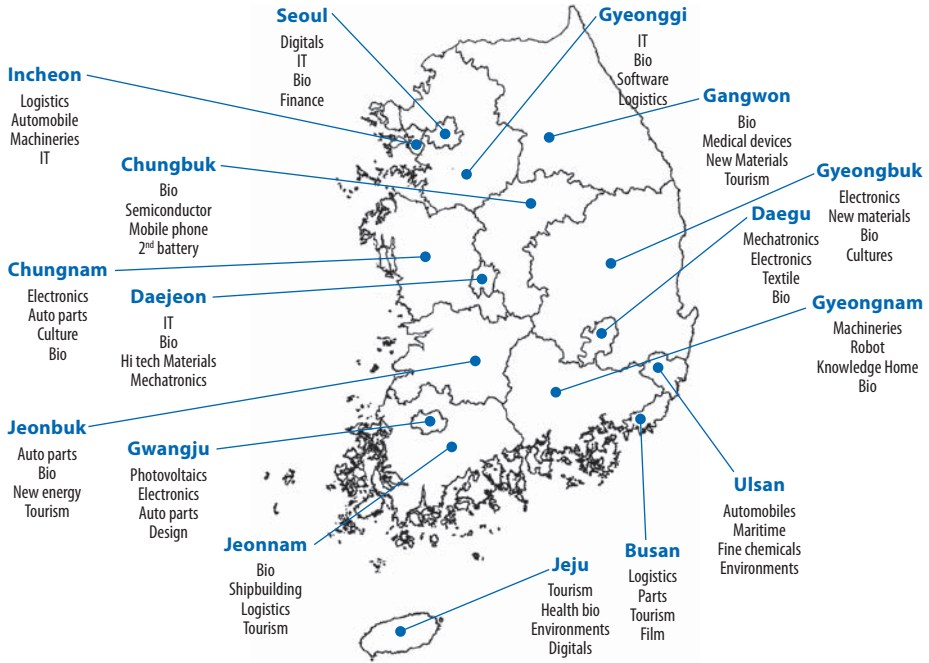 Seoul
Digitals
IT
Bio
Finance
Gyeonggi
IT
Bio
Software
Logistics
Incheon
Logistics
Automobile
Machineries
IT
Gangwon
Bio
Medical devices
New Materials
Tourism
Chungbuk
Bio
Semiconductor
Mobile phone
2nd battery
Gyeongbuk
Electronics
New materials
Bio
Cultures
Daegu
Mechatronics
Electronics
Textile
Bio
Chungnam
Electronics
Auto parts
Culture
Bio
Daejeon
IT
Bio
Hi tech Materials
Mechatronics
Gyeongnam
Machineries
Robot
Knowledge Home
Bio
Jeonbuk
Auto parts
Bio
New energy
Tourism
Gwangju
Photovoltaics
Electronics
Auto parts
Design
Ulsan
Automobiles
Maritime
Fine chemicals
Environments
Jeonnam
Bio
Shipbuilding
Logistics
Tourism
Busan
Logistics
Parts
Tourism
Film
Jeju
Tourism
Health bio
Environments
Digitals